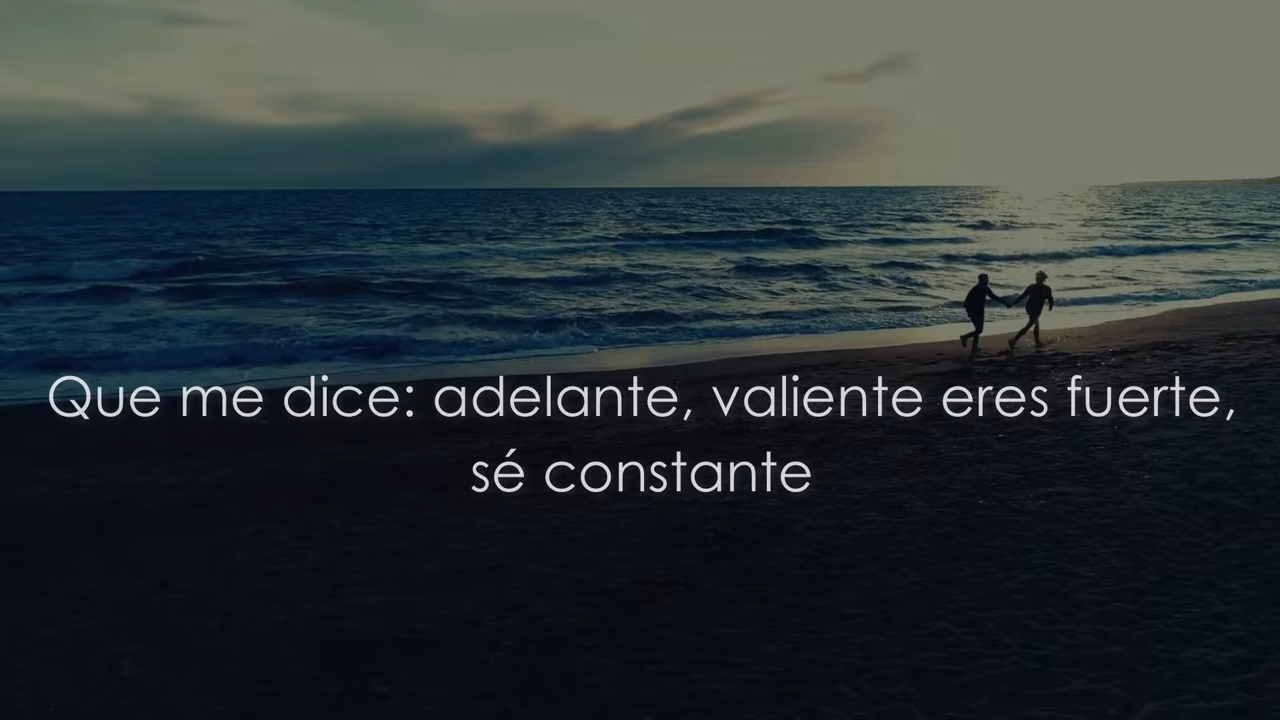 Que me dice: adelante, valiente eres fuerte,
sé constante